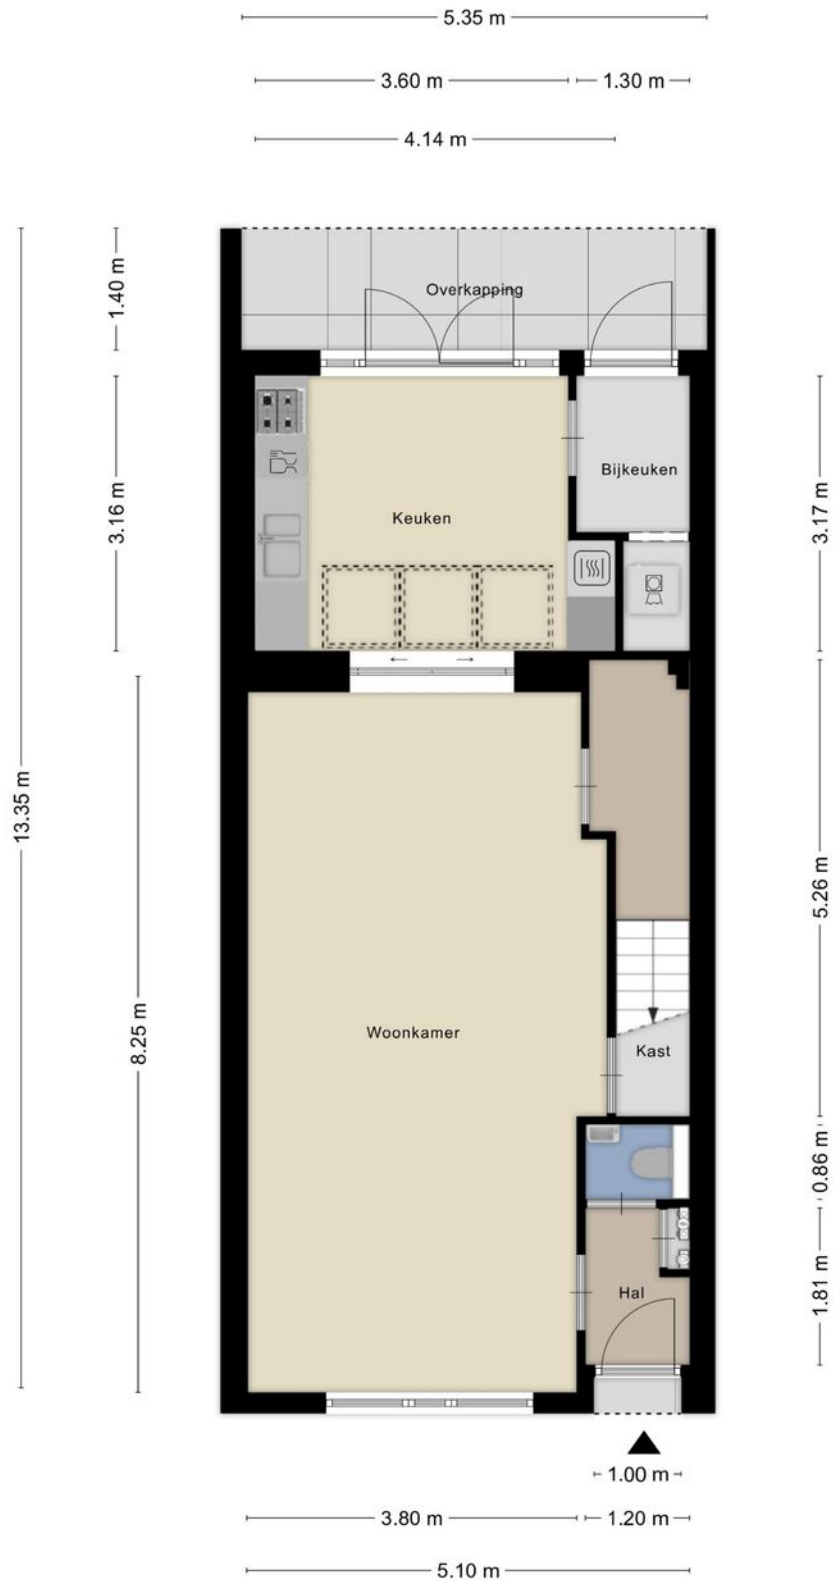 5.35 m
3.60 m
1.30 m
4.14 m
1.40 m
Overkapping
3.16 m
3.17 m
Bijkeuken
Keuken
13.35 m
5.26 m
8.25 m
Woonkamer
Kast
0.86 m
1.81 m
Hal
1.00 m
3.80 m
1.20 m
5.10 m